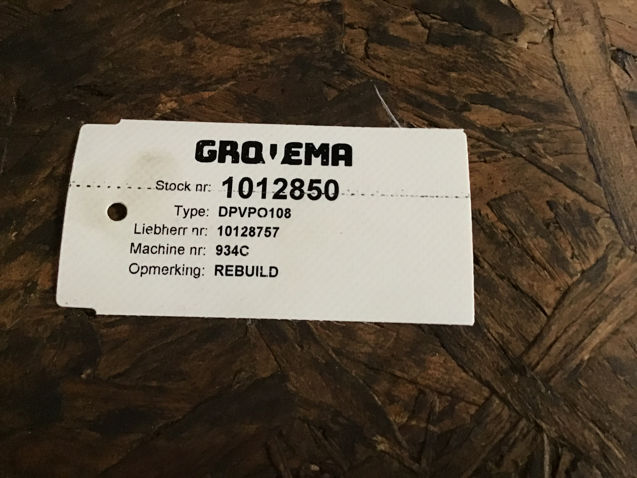 GROVEMA
Stock nr: 1012850
Type: DPVPO108
Liebherr nr: 10128757
Machine nr: 934C
Opmerking: REBUILD